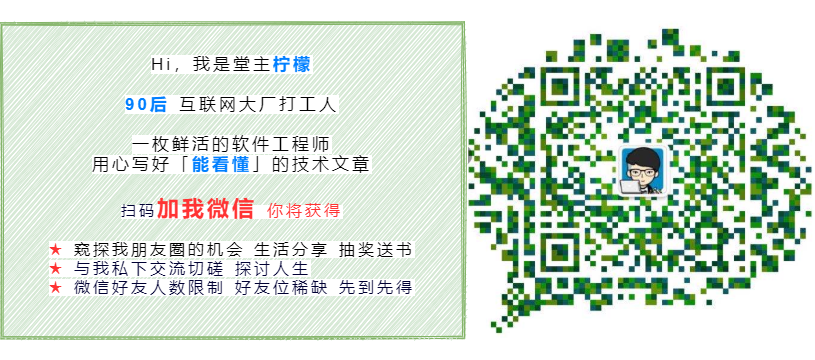 Hi，我是堂主柠檬
90后 互联网大厂打工人
一枚鲜活的软件工程师
用心写好「能看懂」的技术文章
扫码加我微信 你将获得
★ 窥探我朋友圈的机会 生活分享 抽奖送书
★ 与我私下交流切磋 探讨人生
★ 微信好友人数限制 好友位稀缺 先到先得